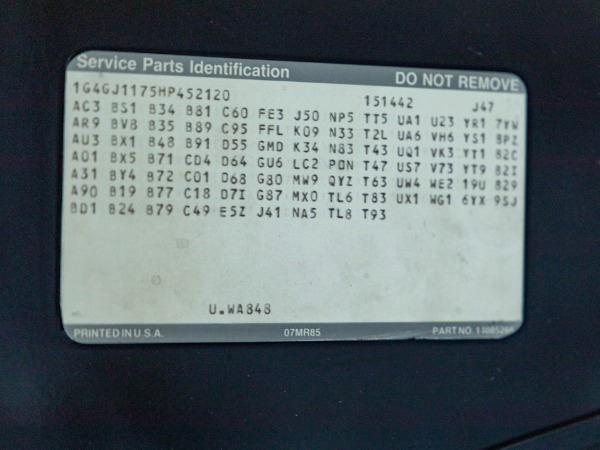 Service Parts Identification DO NOT REMOVE
1G4GJ1175HP452120 151442 J47
AC3 BS1 B34 B81 C60 FE3 J50 NP5 TT5 UA1 U23 YR1 7YW
AR9 BV8 B35 B89 C95 FFL K09 N33 T2L UA6 VH6 YS1 8PZ
AU3 BX1 B48 B91 D55 GMD K34 N83 T43 UQ1 VK3 YT1 82C
A01 BX5 B71 CD4 D64 GU6 LC2 PDN T47 US7 V73 YT9 82I
A31 BY4 B72 C01 D68 G80 MW9 QYZ T63 UW4 WE2 19U 829
A90 B19 B77 C18 D7I G87 MX0 TL6 T83 UX1 WG1 6YX 9SJ
BD1 B24 B79 C49 E5Z J41 NA5 TL8 T93
U.WA848
PRINTED IN U.S.A. 07MR85 PART NO.